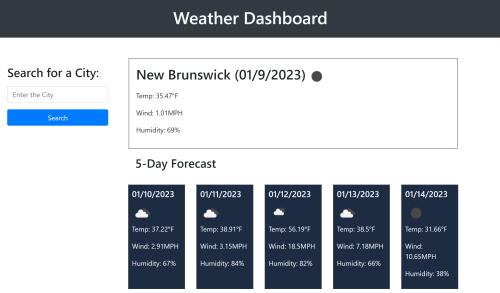 Weather Dashboard
Search for a City:
Enter the City
Search
New Brunswick (01/9/2023)
Temp: 35.47°F
Wind: 1.01MPH
Humidity: 69%
5-Day Forecast
01/10/2023
Temp: 37.22°F
Wind: 2.91MPH
Humidity: 67%
01/11/2023
Temp: 38.91°F
Wind: 3.15MPH
Humidity: 84%
01/12/2023
Temp: 56.19°F
Wind: 18.5MPH
Humidity: 82%
01/13/2023
Temp: 38.5°F
Wind: 7.18MPH
Humidity: 66%
01/14/2023
Temp: 31.66°F
Wind:
10.65MPH
Humidity: 38%